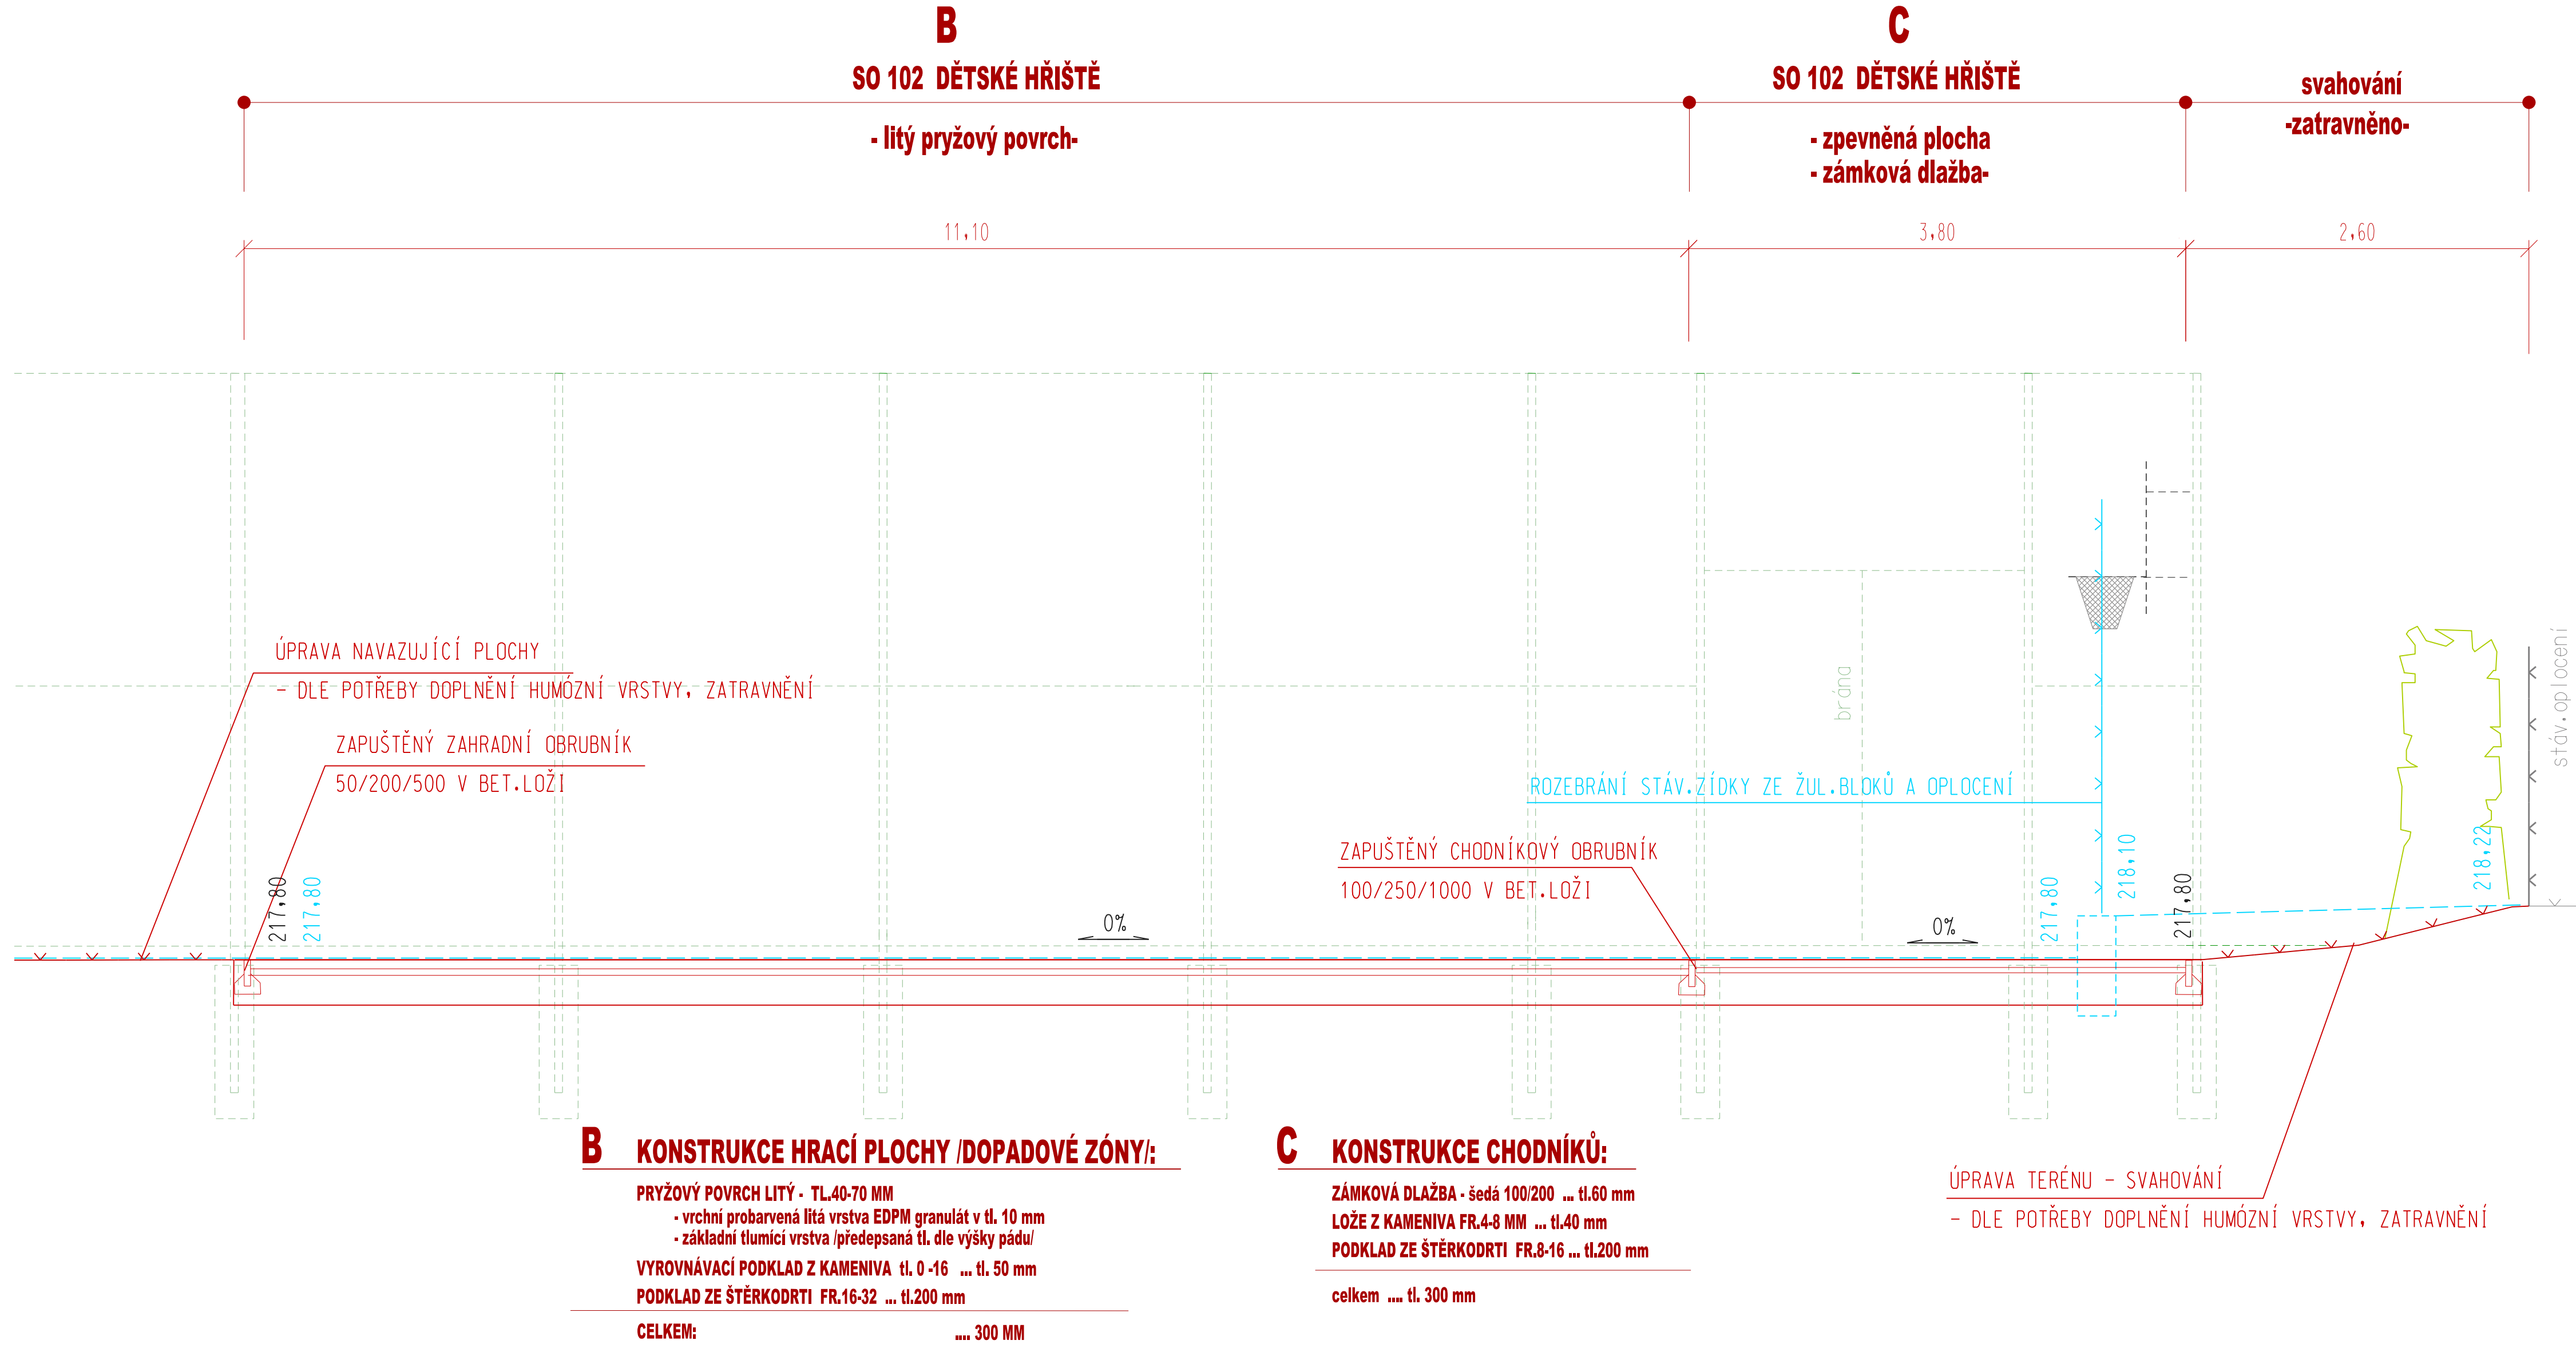 B
SO 102 DĚTSKÉ HŘIŠTĚ
- litý pryžový povrch-
C
SO 102 DĚTSKÉ HŘIŠTĚ
- zpevněná plocha
- zámková dlažba-
svahování
-zatravněno-
11,10
3,80
2,60
ÚPRAVA NAVAZUJÍCÍ PLOCHY
- DLE POTŘEBY DOPLNĚNÍ HUMÓZNÍ VRSTVY, ZATRAVNĚNÍ
ZAPUŠTĚNÝ ZAHRADNÍ OBRUBNÍK
50/200/500 V BET.LOŽI
217,80
217,80
0%
ROZEBRÁNÍ STÁV.ZÍDKY ZE ŽUL.BLOKŮ A OPLOCENÍ
ZAPUŠTĚNÝ CHODNÍKOVÝ OBRUBNÍK
100/250/1000 V BET.LOŽI
brána
0%
217,80
218,10
217,80
218,22
stáv.oplocení
B KONSTRUKCE HRACÍ PLOCHY /DOPADOVÉ ZÓNY/:
PRYŽOVÝ POVRCH LITÝ - TL.40-70 MM
- vrchní probarvená litá vrstva EDPM granulát v tl. 10 mm
- základní tlumící vrstva /předepsaná tl. dle výšky pádu/
VYROVNÁVACÍ PODKLAD Z KAMENIVA tl. 0 -16 ... tl. 50 mm
PODKLAD ZE ŠTĚRKODRTI FR.16-32 ... tl.200 mm
CELKEM: .... 300 MM
C KONSTRUKCE CHODNÍKŮ:
ZÁMKOVÁ DLAŽBA - šedá 100/200 ... tl.60 mm
LOŽE Z KAMENIVA FR.4-8 MM ... tl.40 mm
PODKLAD ZE ŠTĚRKODRTI FR.8-16 ... tl.200 mm
celkem .... tl. 300 mm
ÚPRAVA TERÉNU - SVAHOVÁNÍ
- DLE POTŘEBY DOPLNĚNÍ HUMÓZNÍ VRSTVY, ZATRAVNĚNÍ